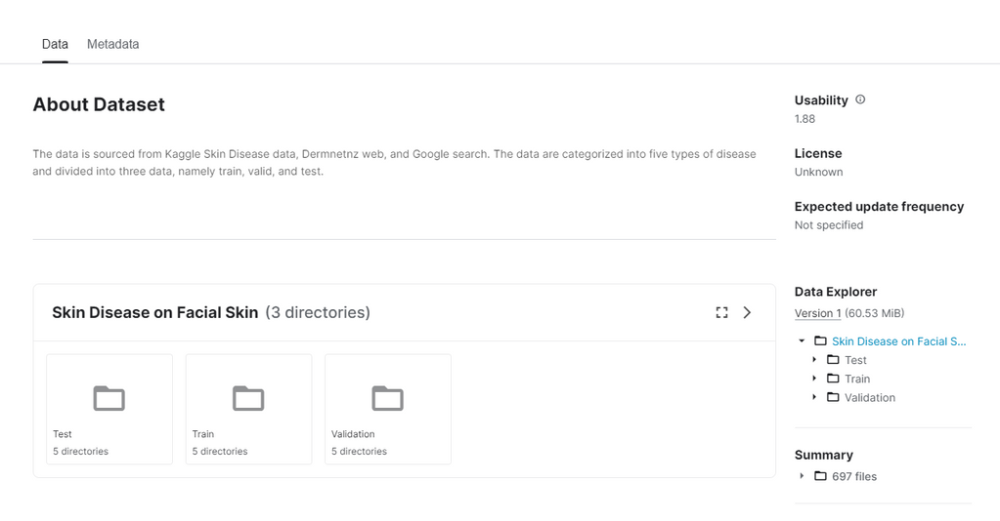 Data Metadata
About Dataset
The data is sourced from Kaggle Skin Disease data, Dermnetnz web, and Google search. The data are categorized into five types of disease
and divided into three data, namely train, valid, and test.
Skin Disease on Facial Skin (3 directories)
Test
5 directories
Train
5 directories
Validation
5 directories
Usability
1.88
License
Unknown
Expected update frequency
Not specified
Data Explorer
Version 1 (60.53 MiB)
Skin Disease on Facial S...
Test
Train
Validation
Summary
697 files